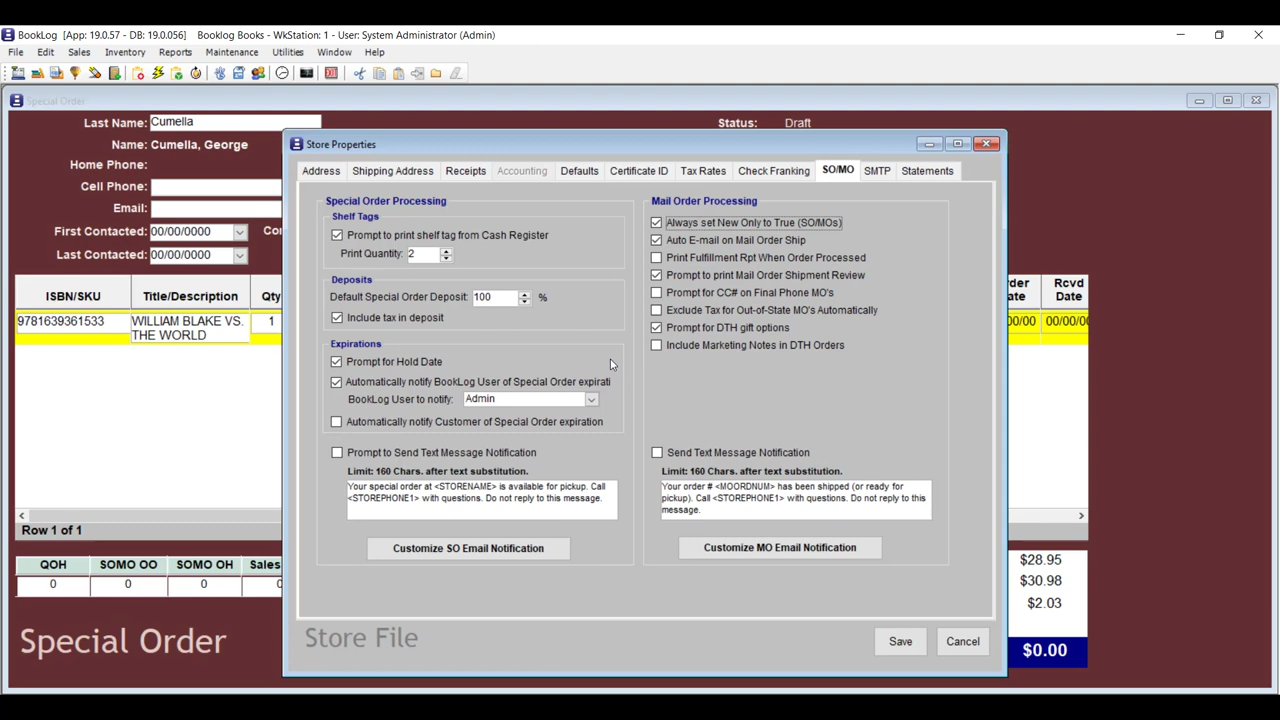 BookLog [App: 19.0.57 - DB: 19.0.056] Booklog Books - WkStation: 1 - User: System Administrator (Admin)
File Edit Sales Inventory Reports Maintenance Utilities Window Help
Special Order
Last Name: Cumella
Status: Draft
Name: Cumella, George
Home Phone:
Cell Phone:
Email:
First Contacted: 00/00/0000
Last Contacted: 00/00/0000
ISBN/SKU Title/Description Qty
Rcvd
Date
9781639361533 WILLIAM BLAKE VS. THE WORLD 1
Row 1 of 1
QOH SOMO OO SOMO OH Sales
0 0 0
Special Order
$28.95
$30.98
$2.03
$0.00
Store Properties
Address Shipping Address Receipts Accounting Defaults Certificate ID Tax Rates Check Franking SO/MO SMTP Statements
Special Order Processing
Shelf Tags
Prompt to print shelf tag from Cash Register
Print Quantity: 2
Deposits
Default Special Order Deposit: 100 %
Include tax in deposit
Expirations
Prompt for Hold Date
Automatically notify BookLog User of Special Order expirati
BookLog User to notify: Admin
Automatically notify Customer of Special Order expiration
Prompt to Send Text Message Notification
Limit: 160 Chars. after text substitution.
Your special order at <STORENAME> is available for pickup. Call
<STOREPHONE1> with questions. Do not reply to this message.
Customize SO Email Notification
Mail Order Processing
Always set New Only to True (SO/MOs)
Auto E-mail on Mail Order Ship
Print Fulfillment Rpt When Order Processed
Prompt to print Mail Order Shipment Review
Prompt for CC# on Final Phone MO's
Exclude Tax for Out-of-State MO's Automatically
Prompt for DTH gift options
Include Marketing Notes in DTH Orders
Send Text Message Notification
Limit: 160 Chars. after text substitution.
Your order # <MOORDNUM> has been shipped (or ready for
pickup). Call <STOREPHONE1> with questions. Do not reply to this
message.
Customize MO Email Notification
Store File
Save Cancel